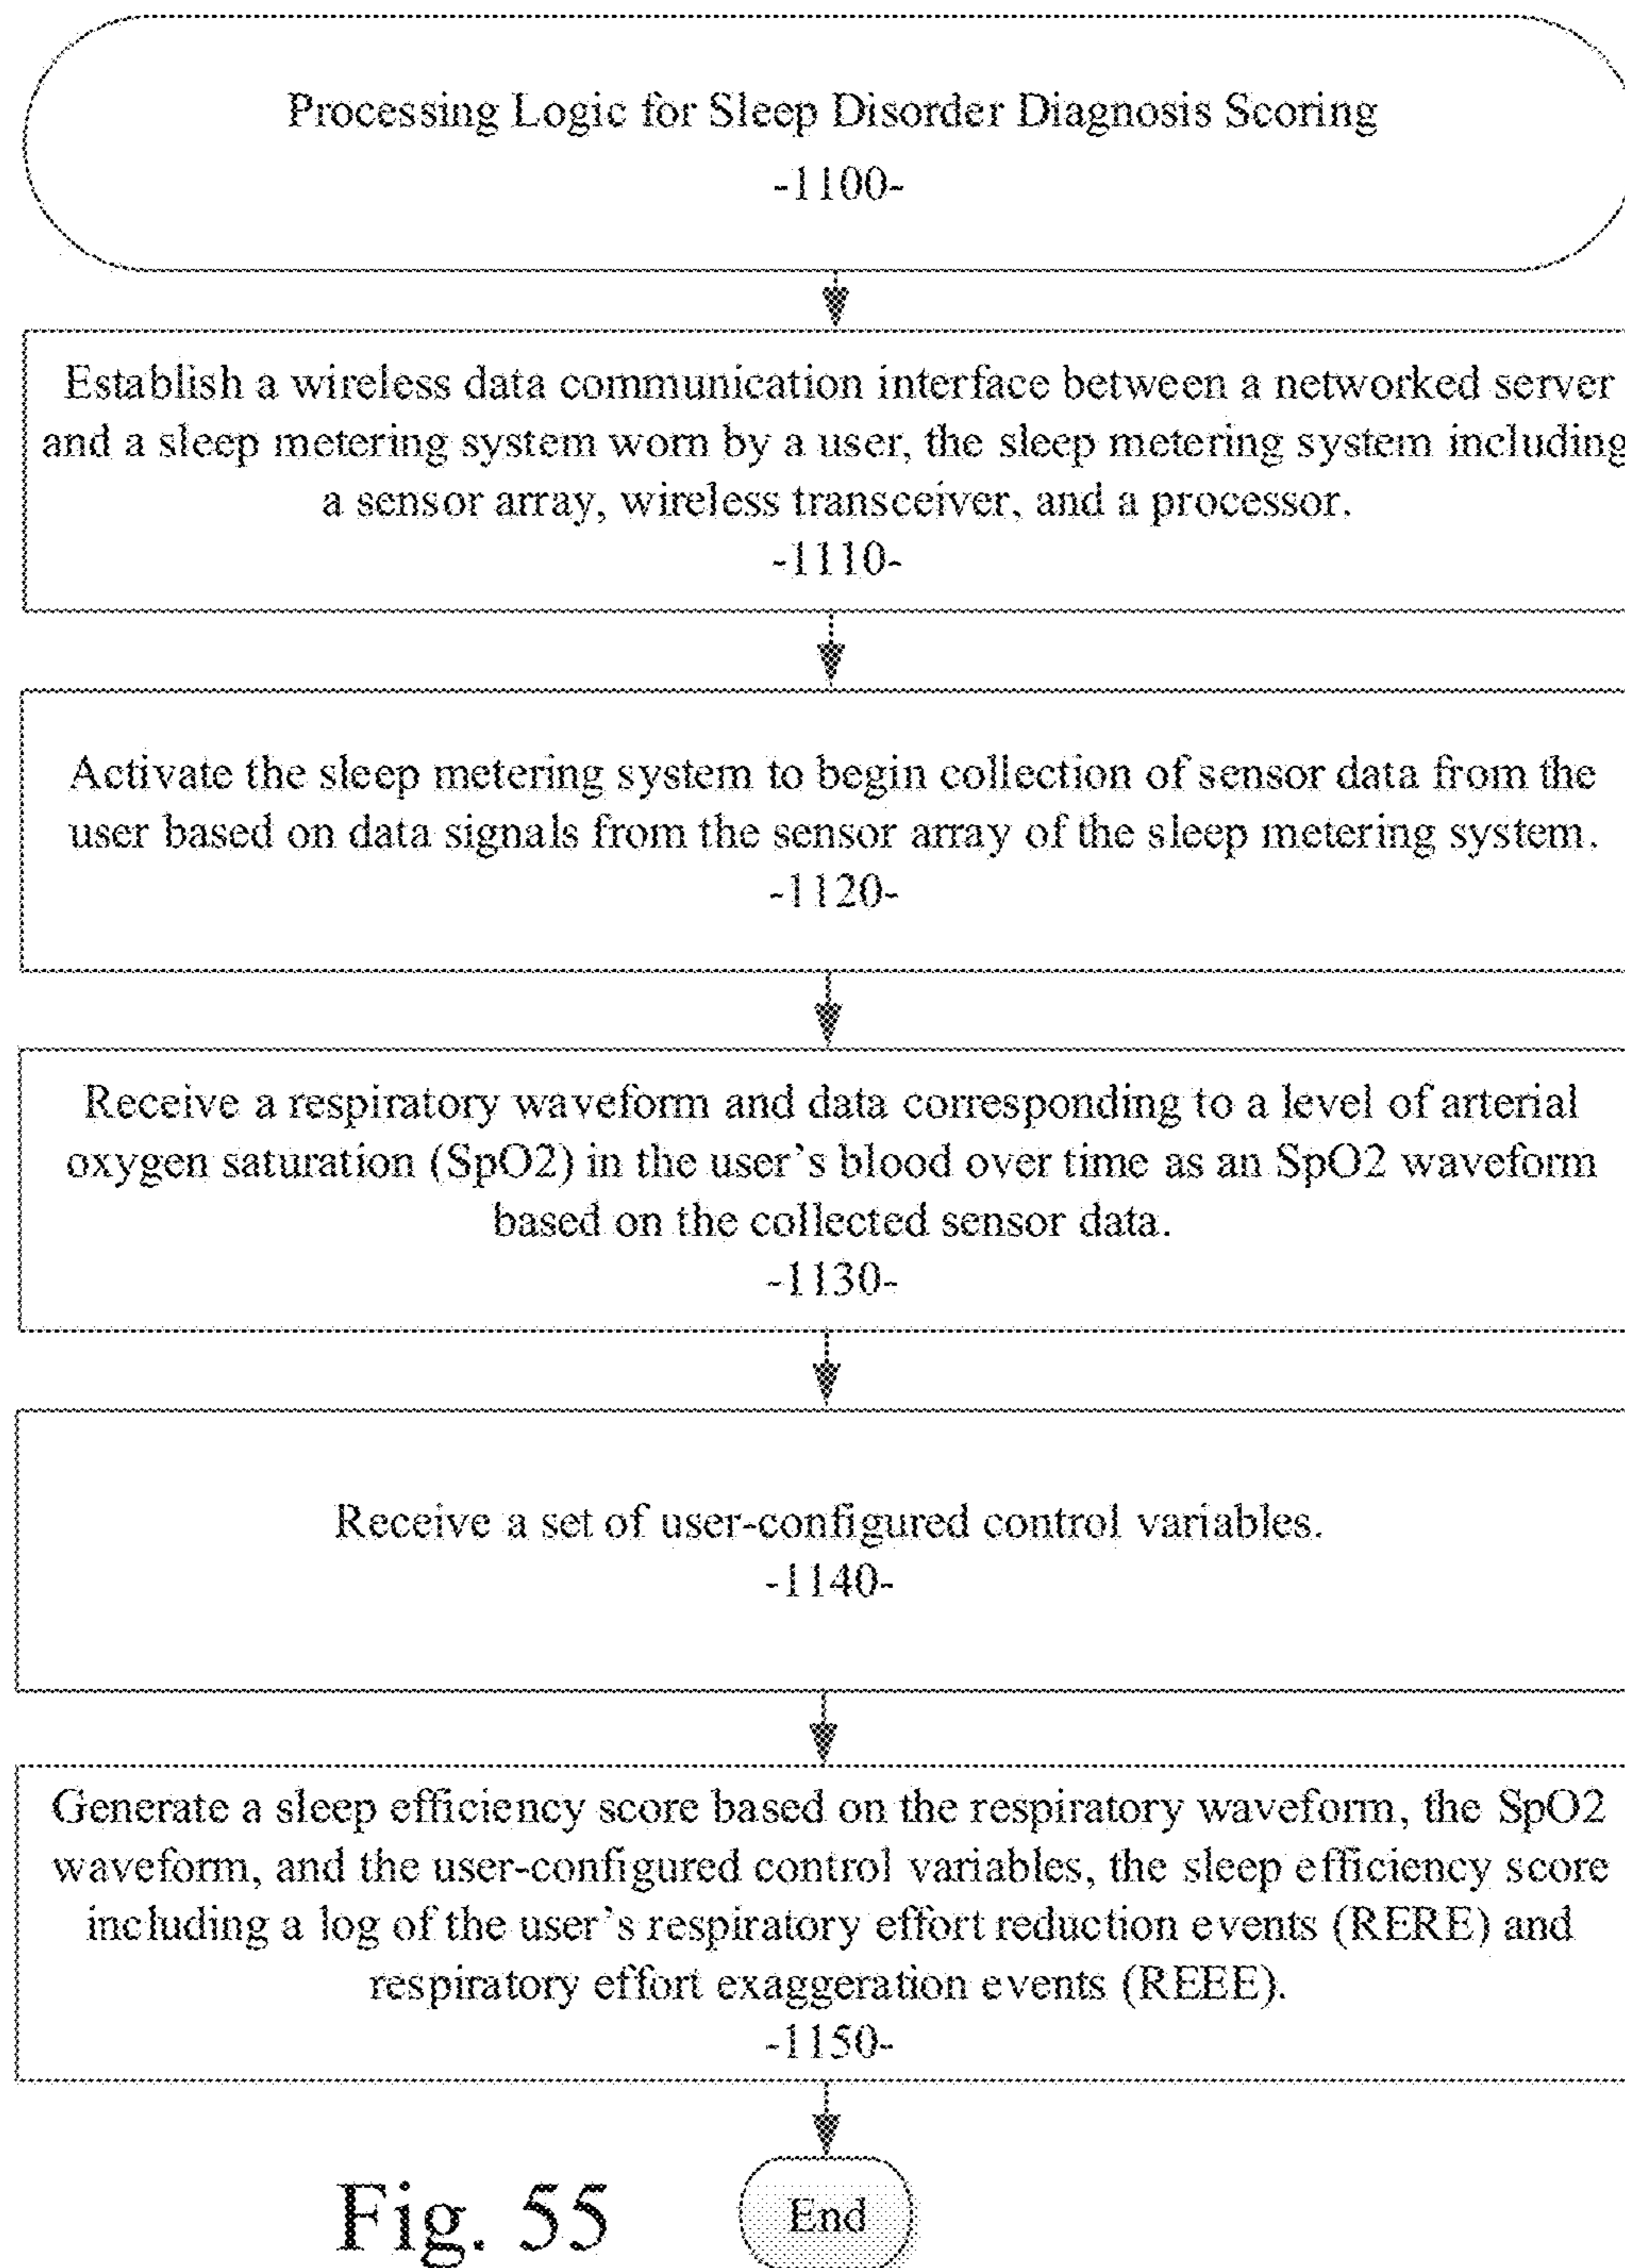 Processing Logic for Sleep Disorder Diagnosis Scoring
-1100-
Establish a wireless data communication interface between a networked server
and a sleep metering system worn by a user, the sleep metering system including
a sensor array, wireless transceiver, and a processor.
-1110-
Activate the sleep metering system to begin collection of sensor data from the
user based on data signals from the sensor array of the sleep metering system.
-1120-
Receive a respiratory waveform and data corresponding to a level of arterial
oxygen saturation (SpO2) in the user's blood over time as an SpO2 waveform
based on the collected sensor data.
-1130-
Receive a set of user-configured control variables.
-1140-
Generate a sleep efficiency score based on the respiratory waveform, the SpO2
waveform, and the user-configured control variables, the sleep efficiency score
including a log of the user's respiratory effort reduction events (RERE) and
respiratory effort exaggeration events (REEE).
-1150-
Fig. 55
End